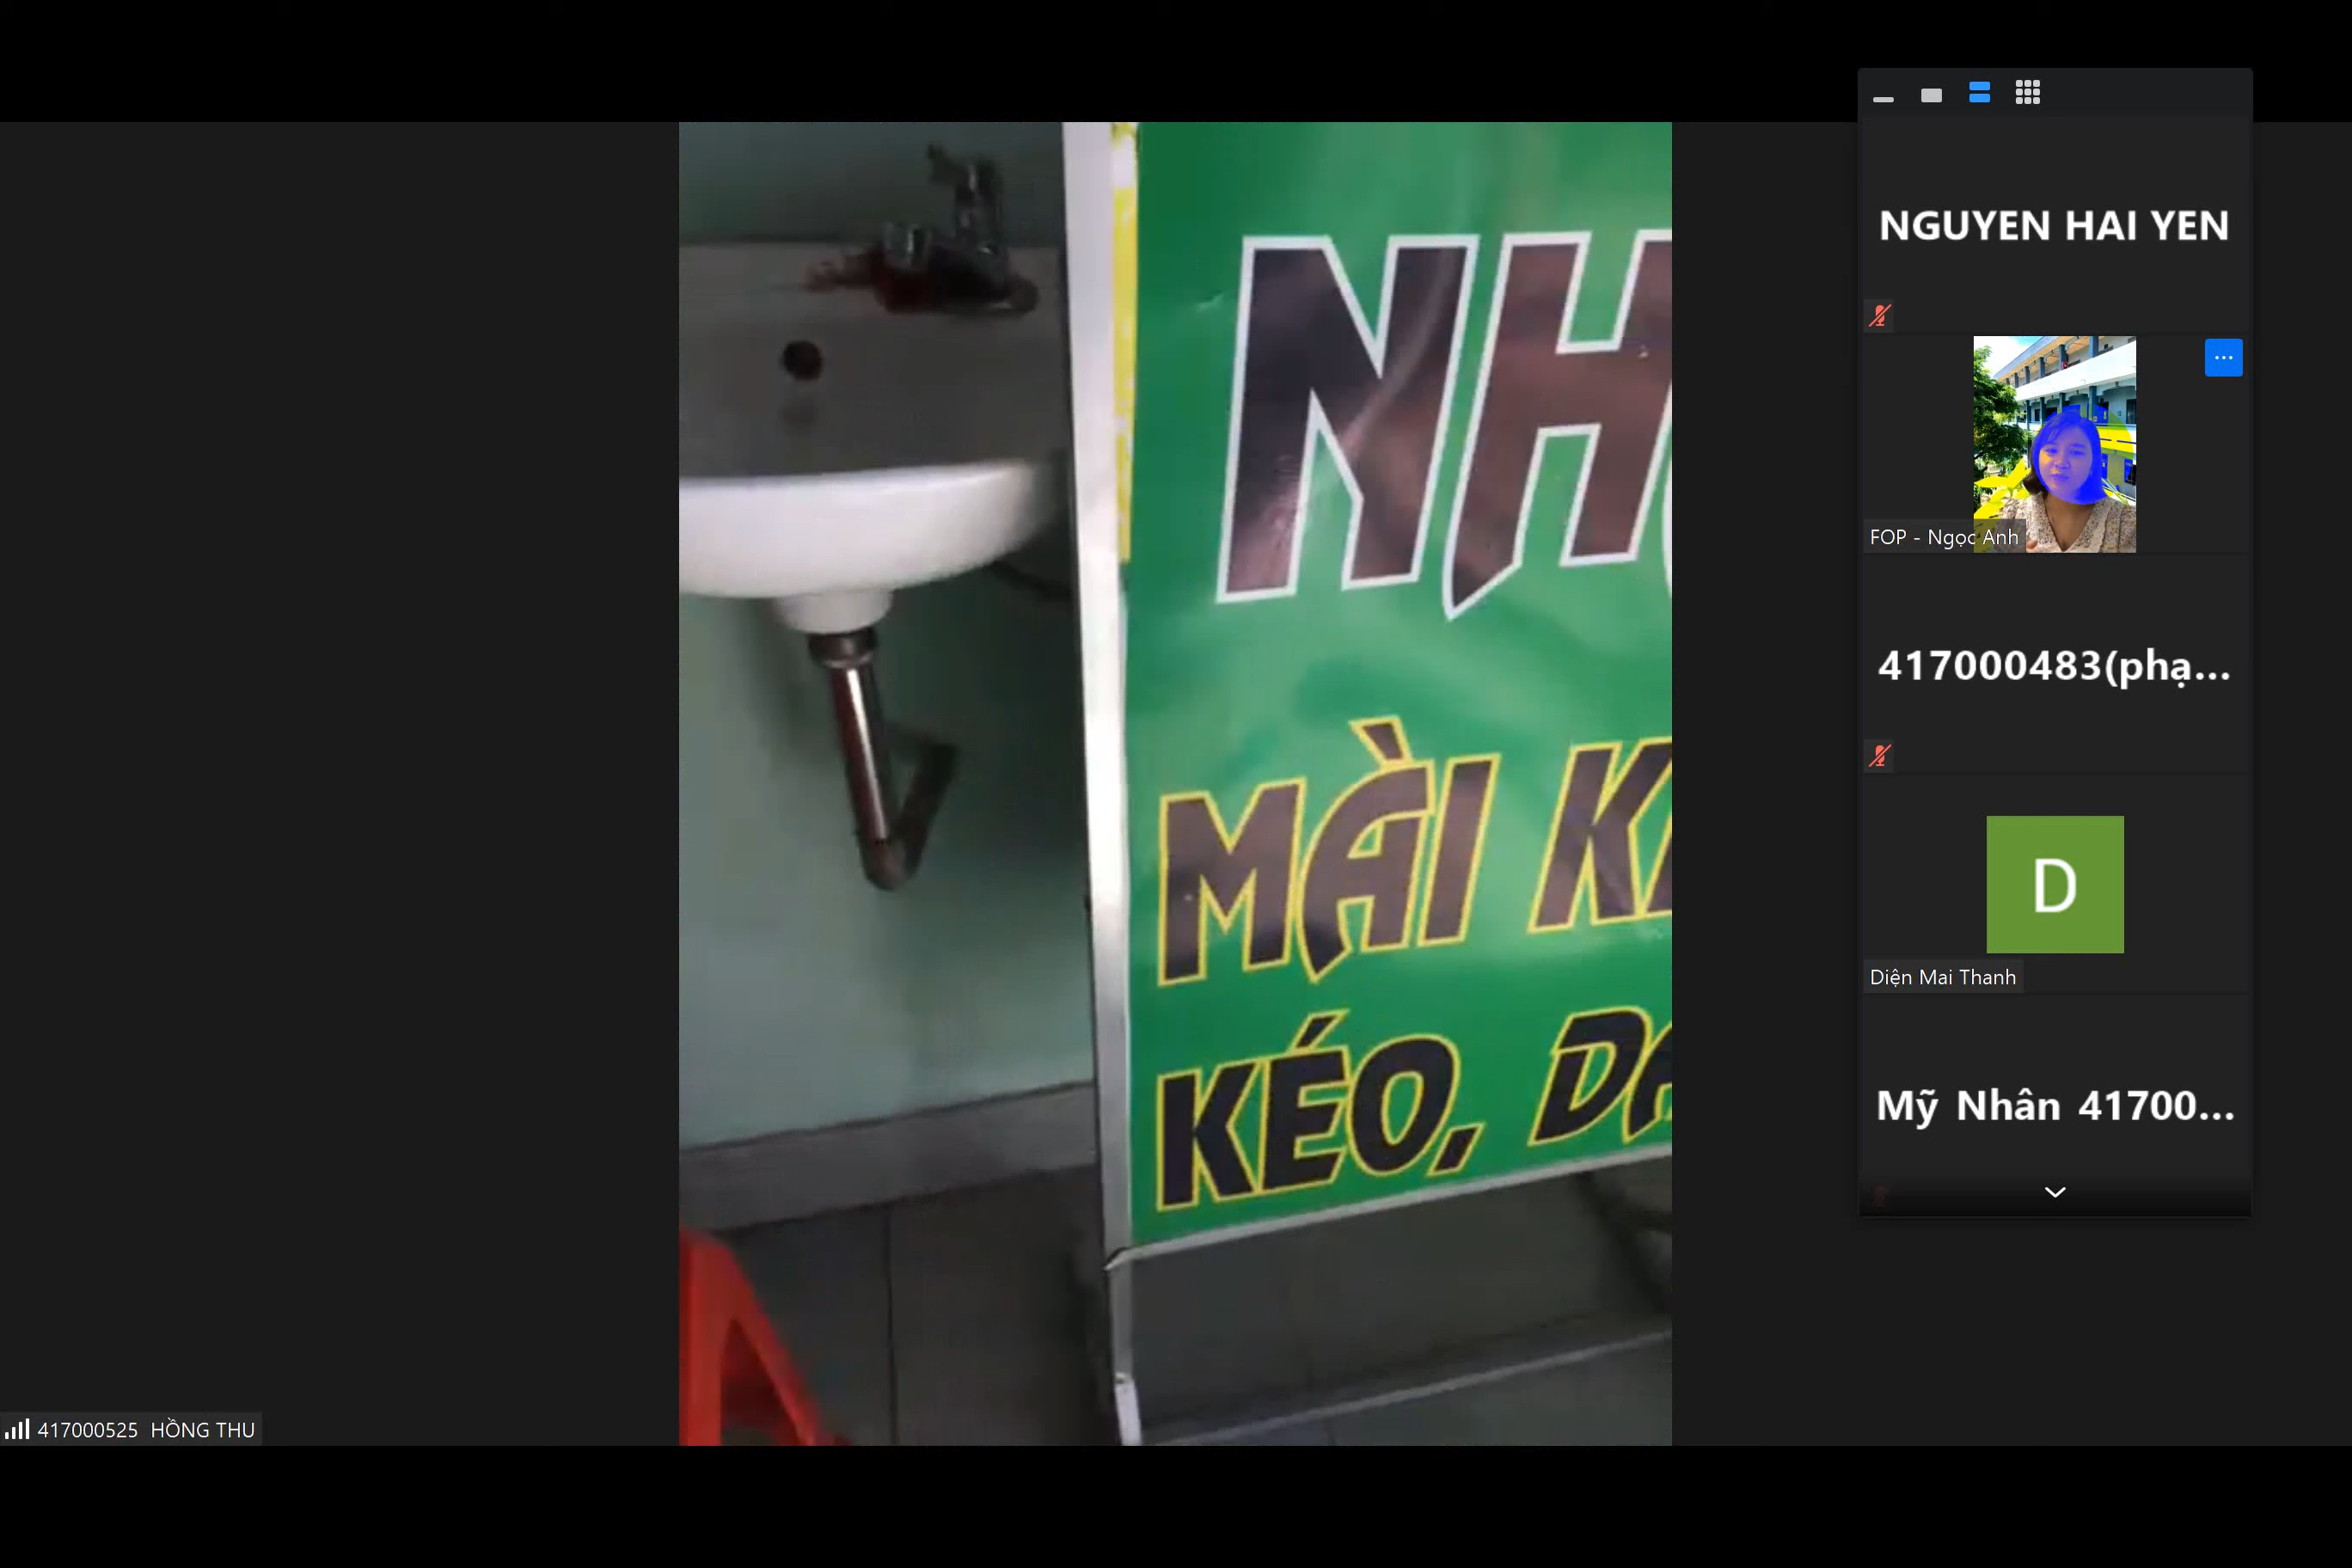 NGUYEN HAI YEN
FOP - Ngọc Anh
417000483(phạ...
D
Diện Mai Thanh
Mỹ Nhân 41700...
MÀI
KÉO,
417000525 HỒNG THU